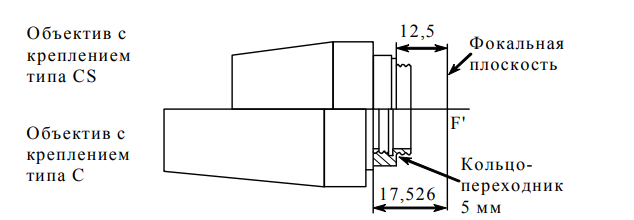 Объектив с
креплением
типа CS
12,5
Фокальная
плоскость
F'
Объектив с
креплением
типа C
Кольцо-
переходник
5 мм
17,526